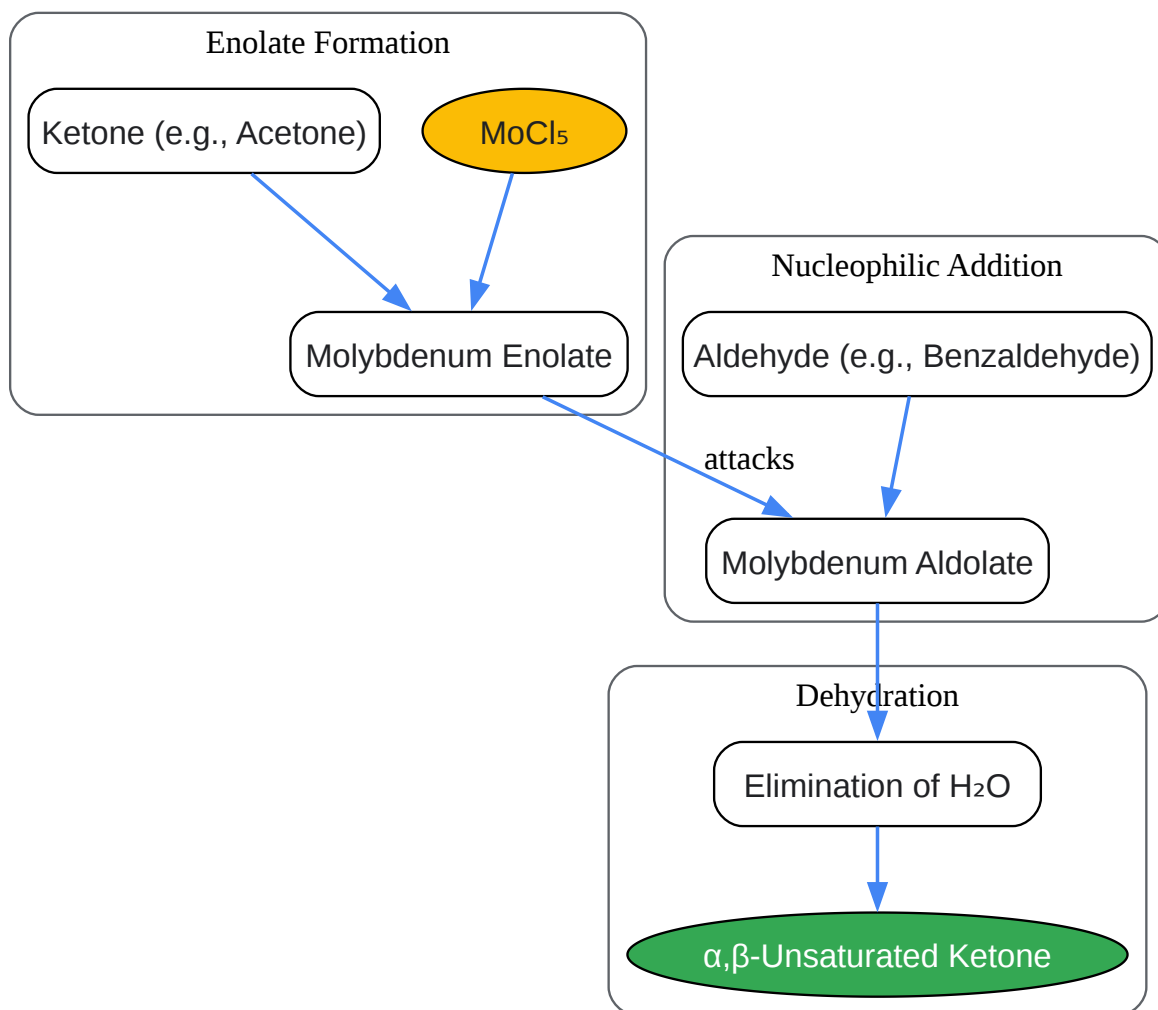 Enolate Formation
Ketone (e.g., Acetone)
MoCl₅
Molybdenum Enolate
Nucleophilic Addition
Aldehyde (e.g., Benzaldehyde)
attacks
Molybdenum Aldolate
Dehydration
Elimination of H₂O
α,β-Unsaturated Ketone